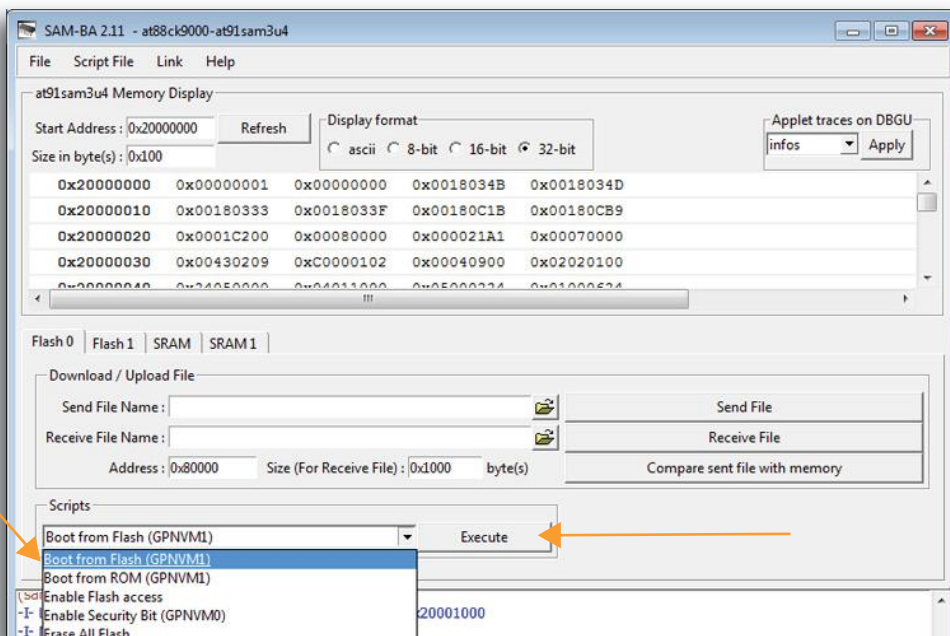 SAM-BA 2.11 - at88ck9000-at91sam3u4
File Script File Link Help
at91sam3u4 Memory Display
Start Address : 0x20000000 Refresh
Size in byte(s) : 0x100
Display format
ascii 8-bit 16-bit 32-bit
Applet traces on DBGU
infos Apply
0x20000000 0x00000001 0x00000000 0x0018034B 0x0018034D
0x20000010 0x00180333 0x0018033F 0x00180C1B 0x00180CB9
0x20000020 0x0001C200 0x00080000 0x000021A1 0x00070000
0x20000030 0x00430209 0xC0000102 0x00040900 0x02020100
Flash 0 Flash 1 SRAM SRAM 1
Download / Upload File
Send File Name : Send File
Receive File Name : Receive File
Address : 0x80000 Size (For Receive File) : 0x1000 byte(s) Compare sent file with memory
Scripts
Boot from Flash (GPNVM1) Execute
Boot from Flash (GPNVM1)
Boot from ROM (GPNVM1)
Enable Flash access
-I- Enable Security Bit (GPNVM0) 20001000
-I- Erase All Flash